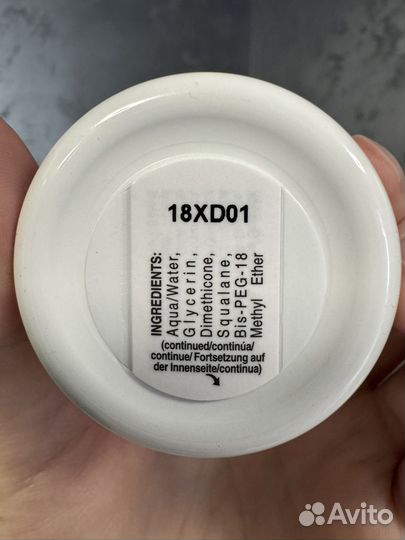 18XD01
INGREDIENTS:
Aqua/Water,
Glycerin,
Dimethicone,
Squalane,
Bis-PEG-18
Methyl Ether
(continued/continúa/
continue/ Fortsetzung auf
der Innenseite/continua)
Avito